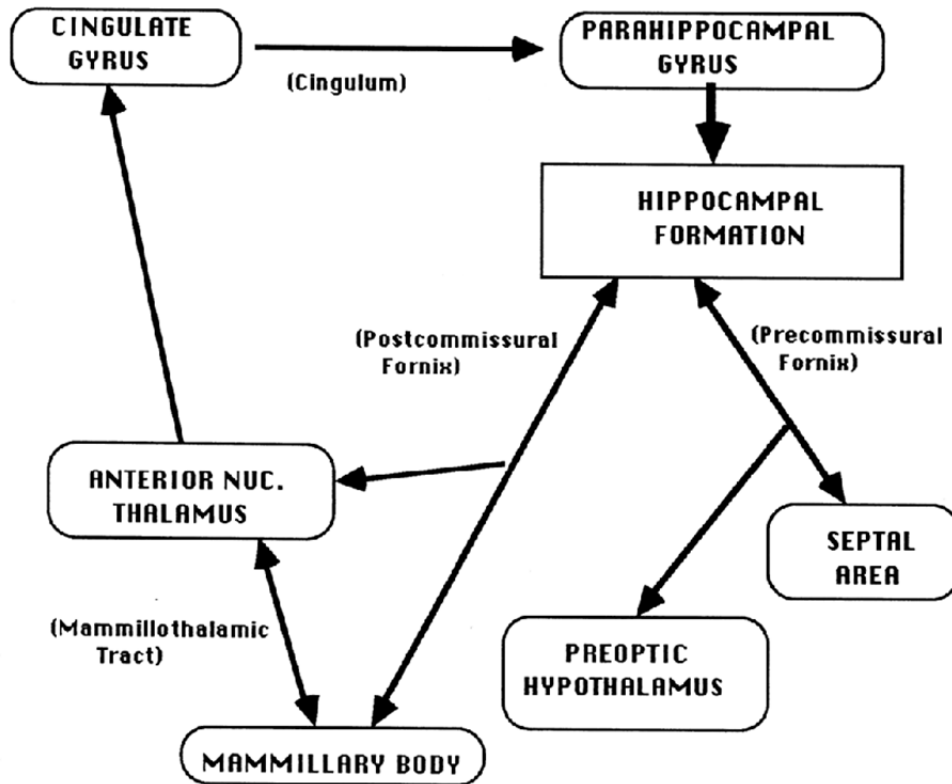 CINGULATE
GYRUS
(Cingulum)
PARAHIPPOCAMPAL
GYRUS
HIPPOCAMPAL
FORMATION
(Postcommissural
Fornix)
(Precommissural
Fornix)
ANTERIOR NUC.
THALAMUS
SEPTAL
AREA
(Mammillothalamic
Tract)
PREOPTIC
HYPOTHALAMUS
MAMMILLARY BODY